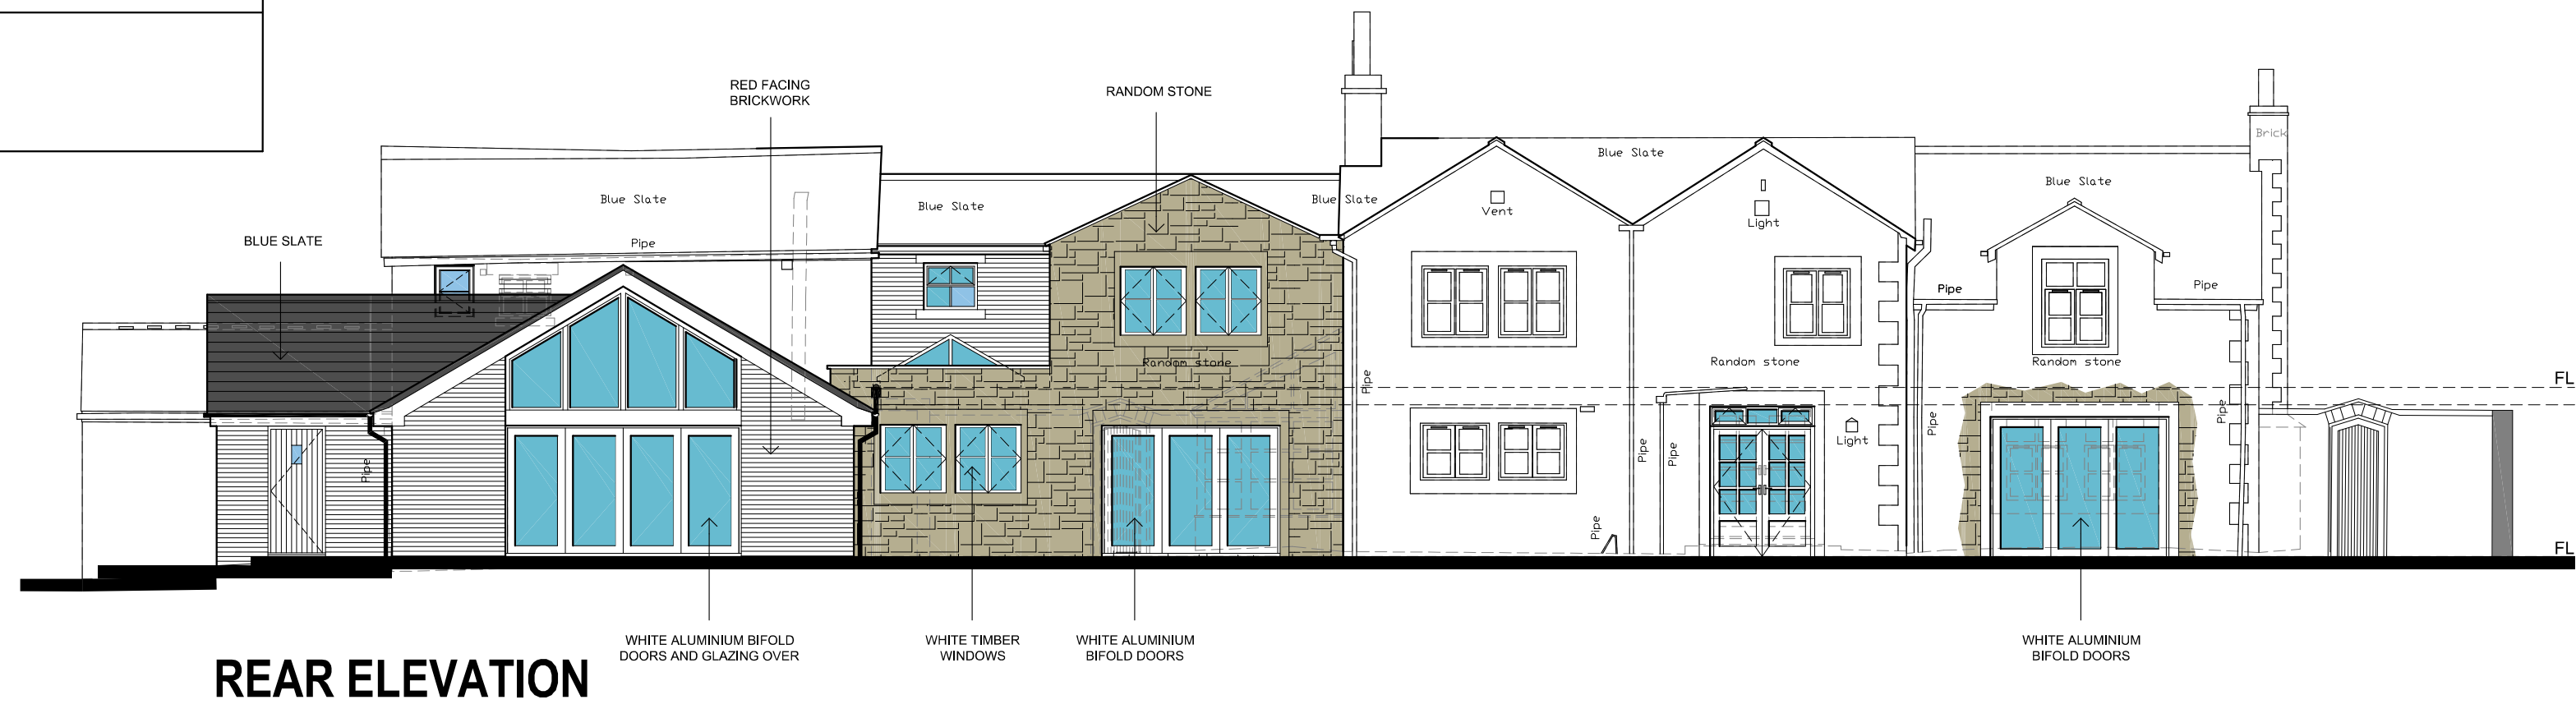 RED FACING
BRICKWORK
RANDOM STONE
Brick
Blue Slate
Blue Slate
Blue Slate
Blue Slate
Blue Slate
Vent
Light
BLUE SLATE
Pipe
Pipe
Pipe
Random stone
Random stone
Random stone
Pipe
FL
Pipe
Pipe
Light
Pipe
Pipe
Pipe
Pipe
Pipe
FL
WHITE ALUMINIUM BIFOLD
DOORS AND GLAZING OVER
WHITE TIMBER
WINDOWS
WHITE ALUMINIUM
BIFOLD DOORS
WHITE ALUMINIUM
BIFOLD DOORS
REAR ELEVATION